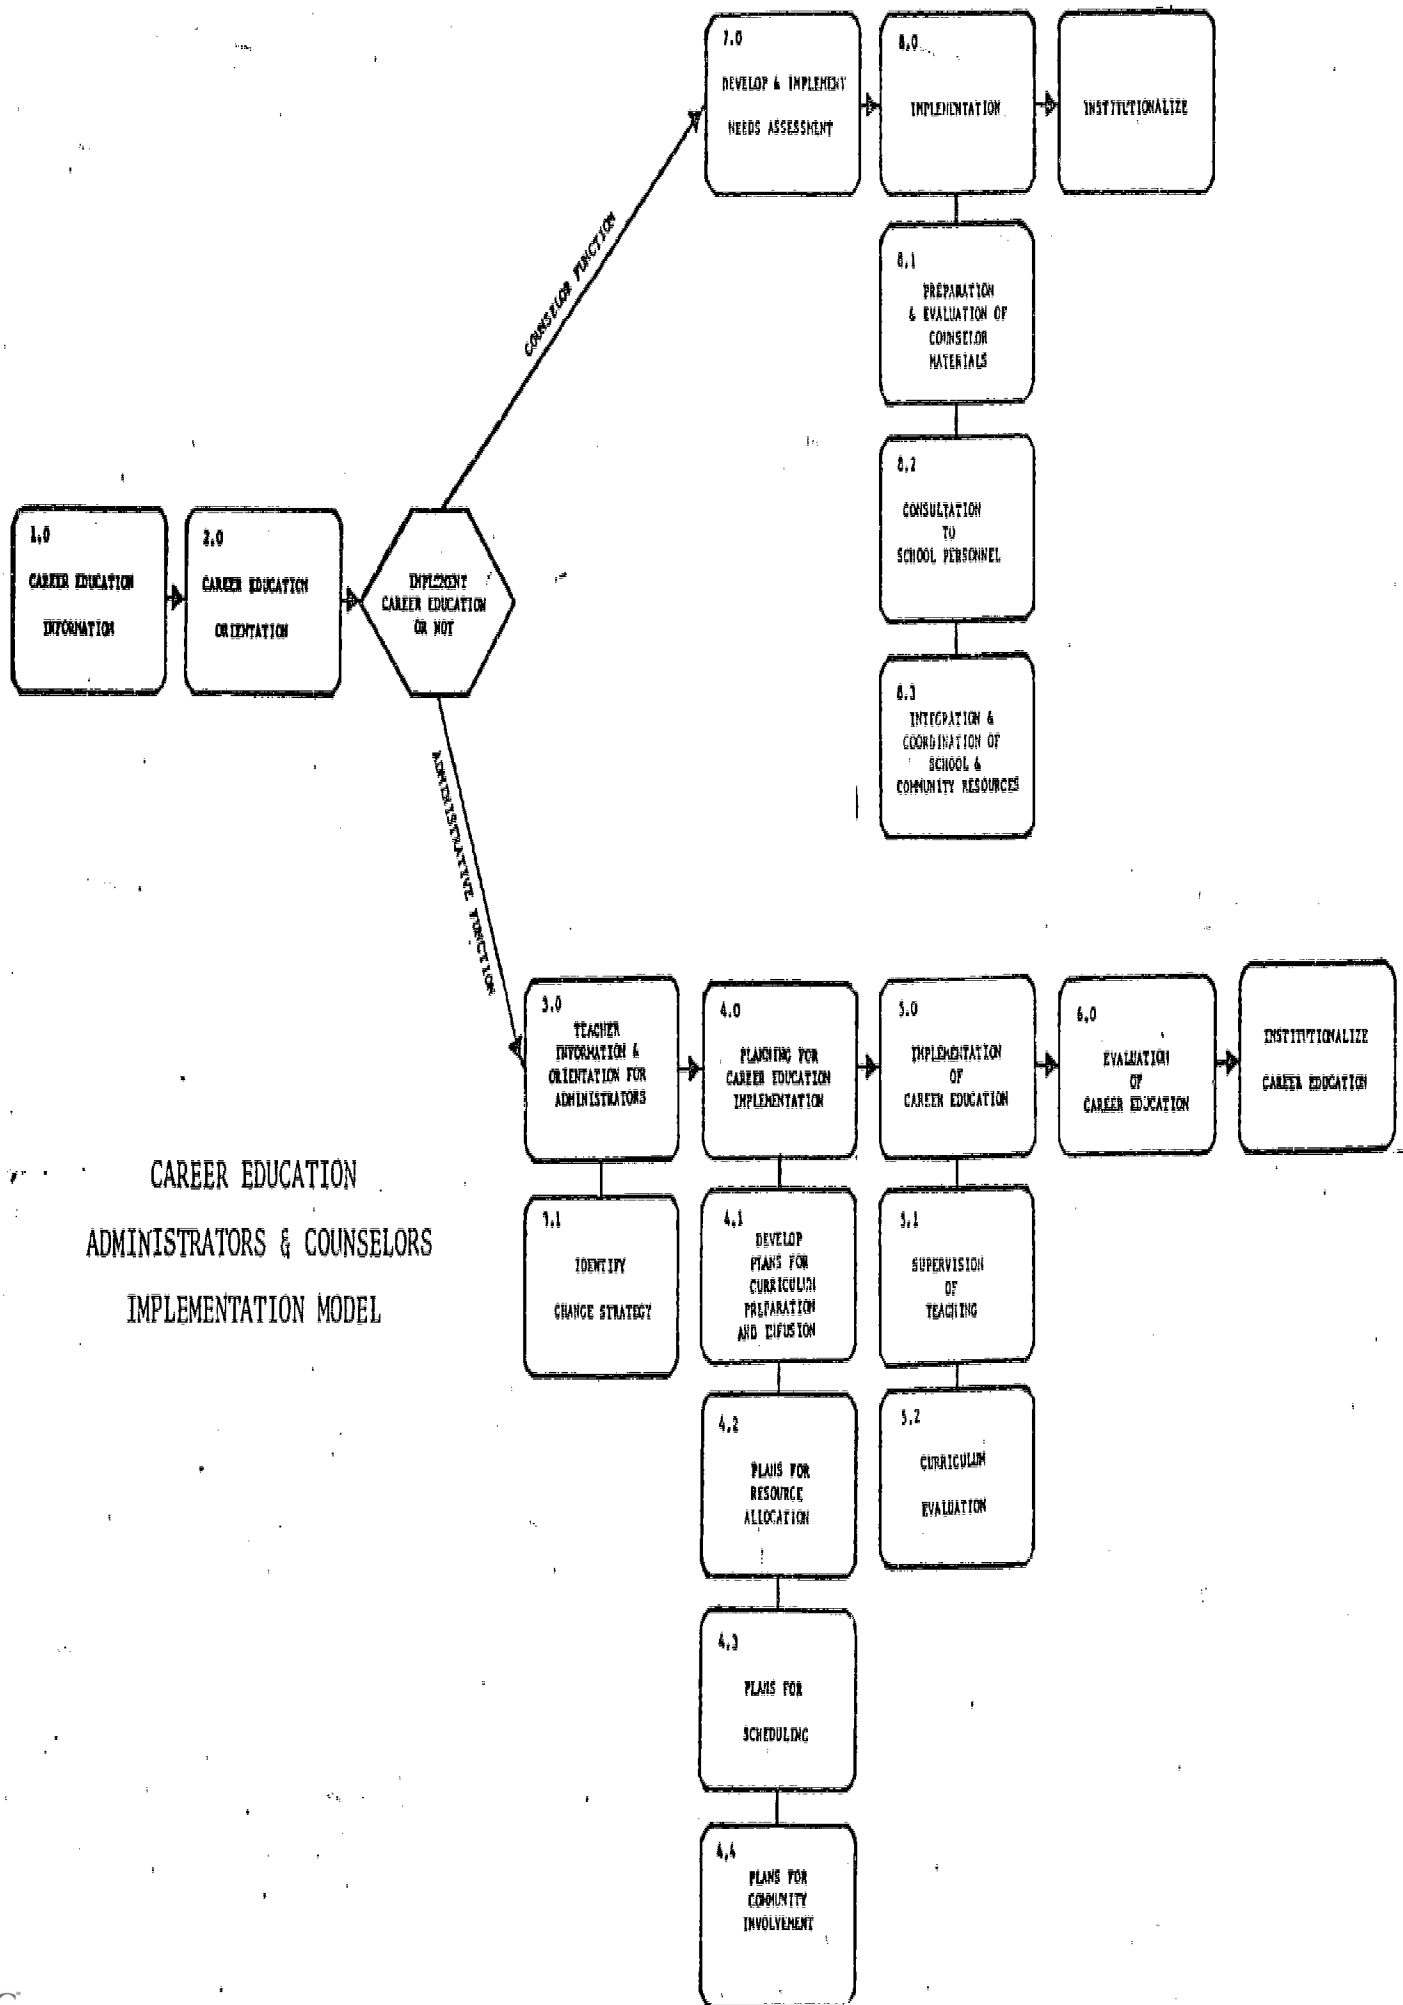 7.0
DEVELOP & IMPLEMENT
NEEDS ASSESSMENT
8.0
IMPLEMENTATION
INSTITUTIONALIZE
8.1
PREPARATION
& EVALUATION OF
COUNSELOR
MATERIALS
8.2
CONSULTATION
TO
SCHOOL PERSONNEL
8.3
INTEGRATION &
COORDINATION OF
SCHOOL &
COMMUNITY RESOURCES
COUNSELOR FUNCTION
1.0
CAREER EDUCATION
INFORMATION
2.0
CAREER EDUCATION
ORIENTATION
IMPLEMENT
CAREER EDUCATION
OR NOT
ADMINISTRATIVE FUNCTION
3.0
TEACHER
INFORMATION &
ORIENTATION FOR
ADMINISTRATORS
3.1
IDENTIFY
CHANGE STRATEGY
4.0
PLANNING FOR
CAREER EDUCATION
IMPLEMENTATION
4.1
DEVELOP
PLANS FOR
CURRICULUM
PREPARATION
AND DIFUSION
4.2
PLANS FOR
RESOURCE
ALLOCATION
4.3
PLANS FOR
SCHEDULING
4.4
PLANS FOR
COMMUNITY
INVOLVEMENT
5.0
IMPLEMENTATION
OF
CAREER EDUCATION
5.1
SUPERVISION
OF
TEACHING
5.2
CURRICULUM
EVALUATION
6.0
EVALUATION
OF
CAREER EDUCATION
INSTITUTIONALIZE
CAREER EDUCATION
CAREER EDUCATION
ADMINISTRATORS & COUNSELORS
IMPLEMENTATION MODEL